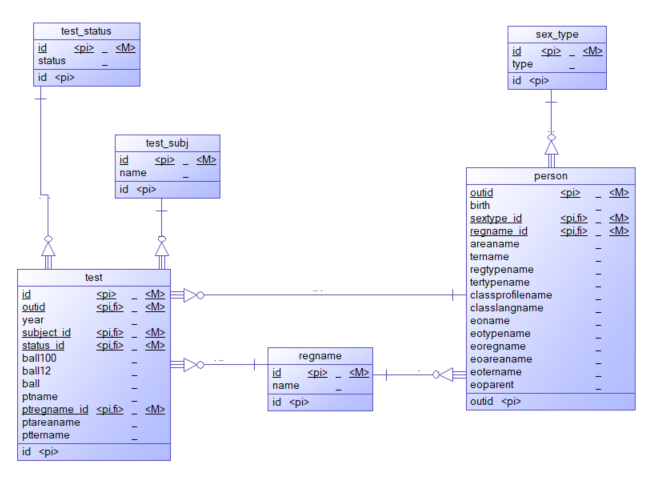 test_status
id <pi> _ <M>
status _
id <pi>
sex_type
id <pi> _ <M>
type _
id <pi>
test_subj
id <pi> _ <M>
name _
id <pi>
person
outid <pi> _ <M>
birth _
sextype_id <pi,fi> _ <M>
regname_id <pi,fi> _ <M>
areaname _
tername _
regtypename _
tertypename _
classprofilename _
classlangname _
eoname _
eotypename _
eoregname _
eoareaname _
eotername _
eoparent _
outid <pi>
test
id <pi> _ <M>
outid <pi,fi> _ <M>
year _
subject_id <pi,fi> _ <M>
status_id <pi,fi> _ <M>
ball100 _
ball12 _
ball _
ptname _
ptregname_id <pi,fi> _ <M>
ptareaname _
pttername _
id <pi>
regname
id <pi> _ <M>
name _
id <pi>